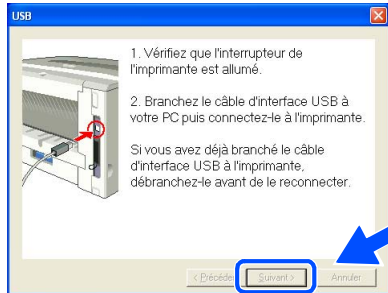 USB
1. Vérifiez que l'interrupteur de
l'imprimante est allumé.
2. Branchez le câble d'interface USB à
votre PC puis connectez-le à l'imprimante.
Si vous avez déjà branché le câble
d'interface USB à l'imprimante,
débranchez-le avant de le reconnecter.
< Précéden Suivant > Annuler